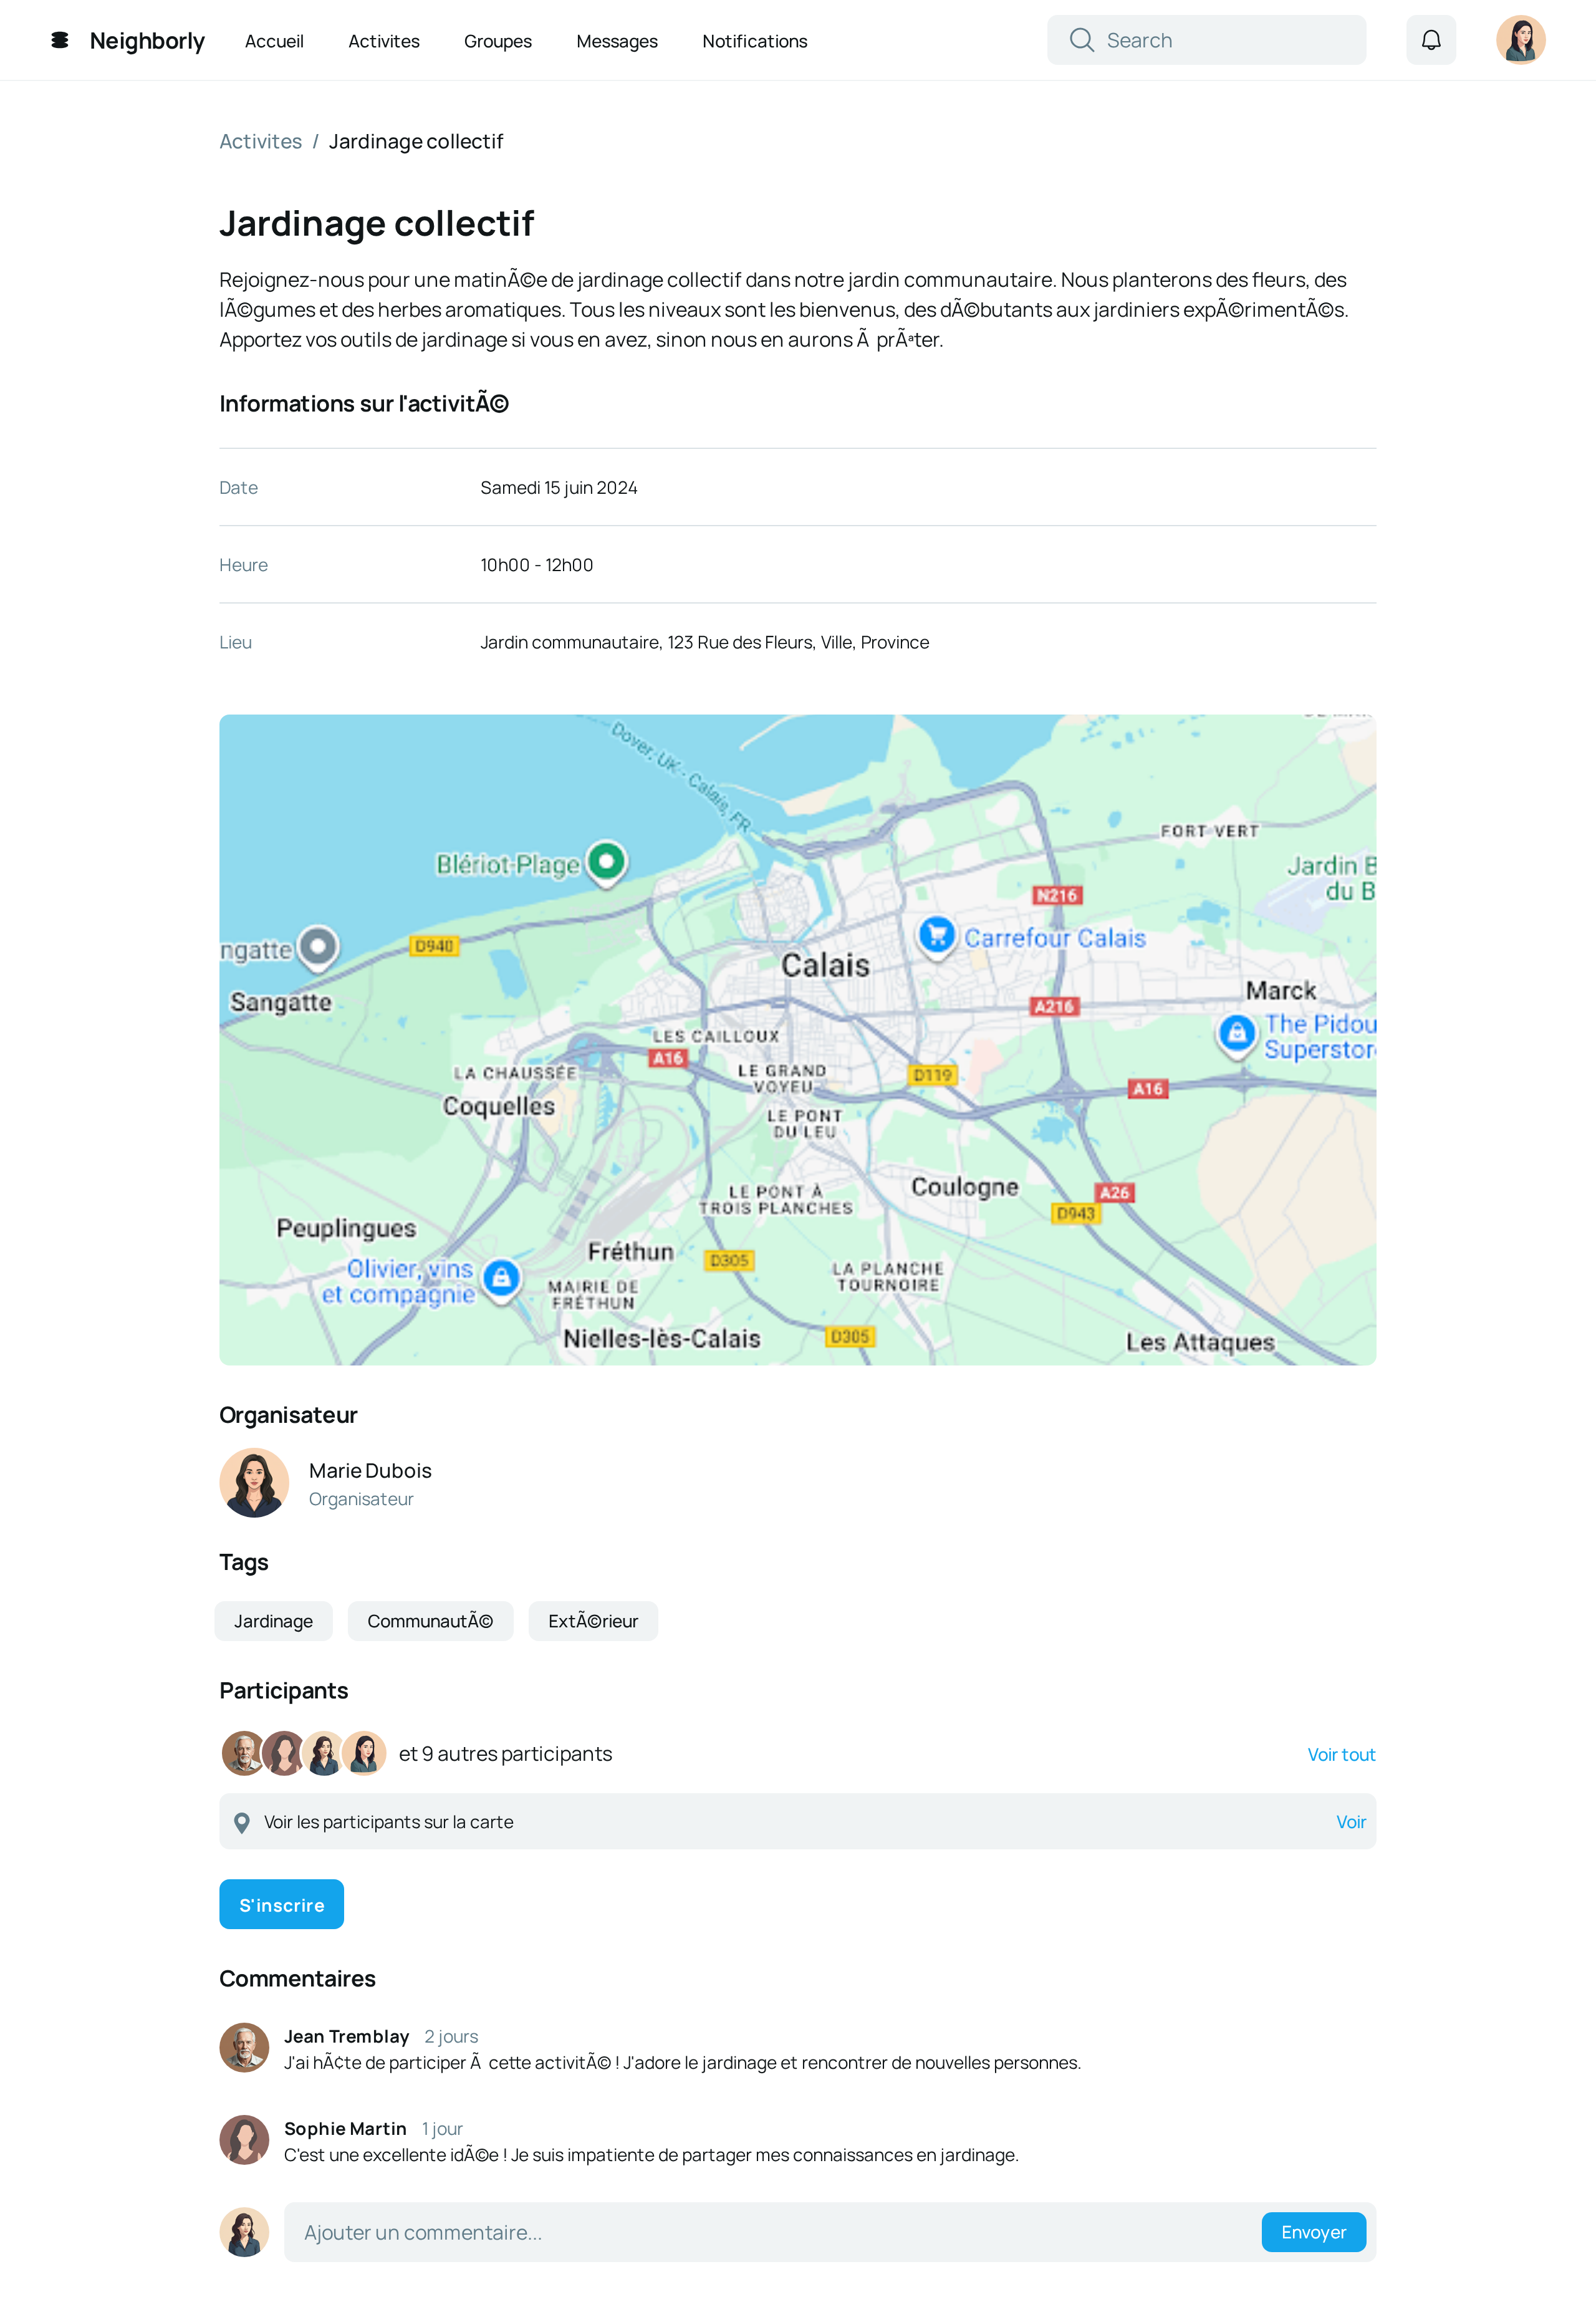 Neighborly
Accueil
Activites
Groupes
Messages
Notifications
Search
Activites / Jardinage collectif
Jardinage collectif
Rejoignez-nous pour une matinÃ©e de jardinage collectif dans notre jardin communautaire. Nous planterons des fleurs, des
lÃ©gumes et des herbes aromatiques. Tous les niveaux sont les bienvenus, des dÃ©butants aux jardiniers expÃ©rimentÃ©s.
Apportez vos outils de jardinage si vous en avez, sinon nous en aurons Ã  prÃªter.
Informations sur l'activitÃ©
Date
Samedi 15 juin 2024
Heure
10h00 - 12h00
Lieu
Jardin communautaire, 123 Rue des Fleurs, Ville, Province
Dover, UK - Calais, FR
FORT VERT
Blériot-Plage
Jardin B
du B
N216
ngatte
D940
Carrefour Calais
Calais
Sangatte
Marck
A216
The Pidou
Superstor
LES CAILLOUX
A16
LA CHAUSSÉE
LE GRAND
VOYEU
D119
A16
Coquelles
LE PONT
DU LEU
LE PONT À
TROIS PLANCHES
Coulogne
A26
D943
Peuplingues
Fréthun
D305
Olivier, vins
et compagnie
MAIRIE DE
FRÉTHUN
LA PLANCHE
TOURNOIRE
Nielles-lès-Calais
D305
Les Attaques
Organisateur
Marie Dubois
Organisateur
Tags
Jardinage
CommunautÃ©
ExtÃ©rieur
Participants
et 9 autres participants
Voir tout
Voir les participants sur la carte
Voir
S'inscrire
Commentaires
Jean Tremblay 2 jours
J'ai hÃ¢te de participer Ã  cette activitÃ© ! J'adore le jardinage et rencontrer de nouvelles personnes.
Sophie Martin 1 jour
C'est une excellente idÃ©e ! Je suis impatiente de partager mes connaissances en jardinage.
Ajouter un commentaire...
Envoyer